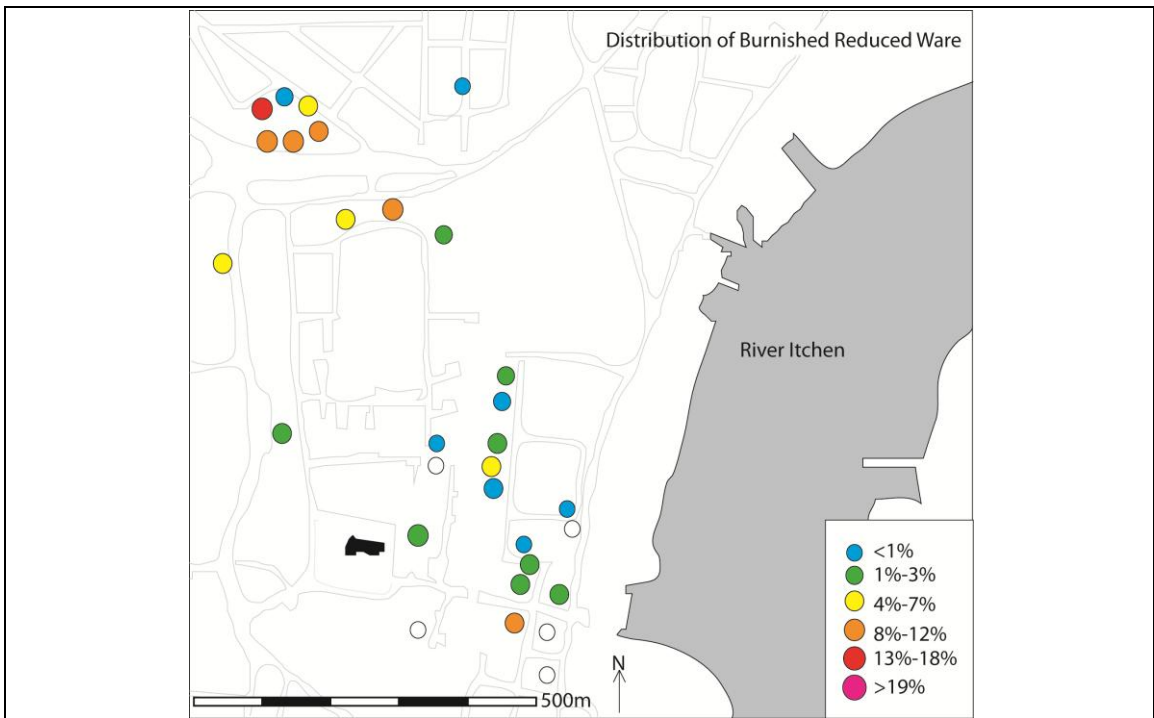 Distribution of Burnished Reduced Ware
River Itchen
<1%
1%-3%
4%-7%
8%-12%
13%-18%
>19%
N
500m